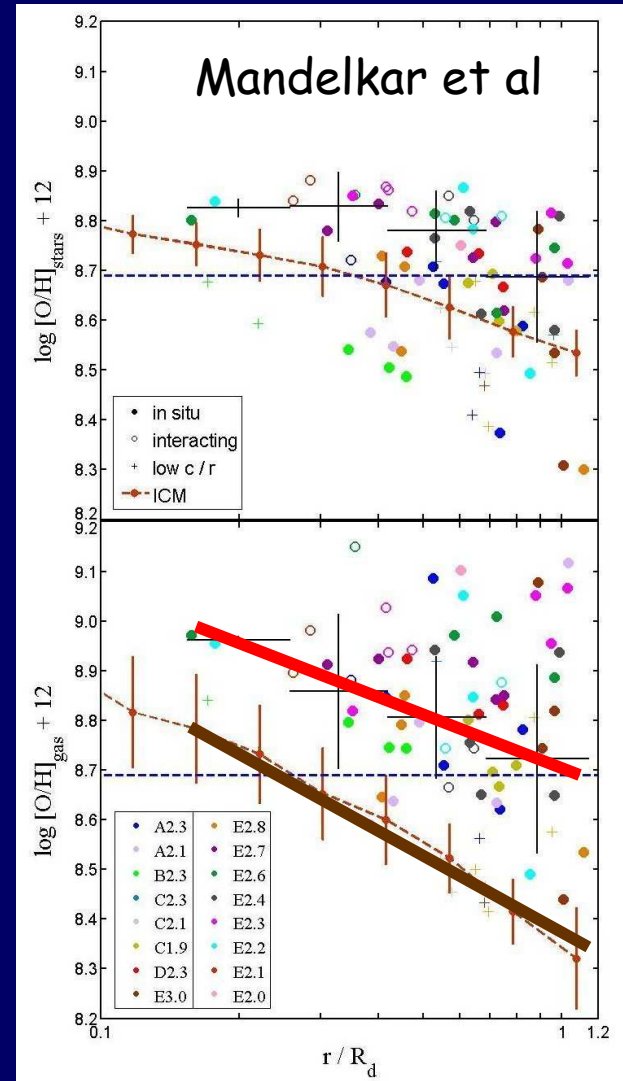 Mandelkar et al
9.2
9.1
9.0
8.9
8.8
8.7
8.6
8.5
8.4
8.3
8.2
log [O/H]stars + 12
in situ
interacting
low c / r
ICM
9.2
9.1
9.0
8.9
8.8
8.7
8.6
8.5
8.4
8.3
8.2
log [O/H]gas + 12
A2.3 E2.8
A2.1 E2.7
B2.3 E2.6
C2.3 E2.4
C2.1 E2.3
C1.9 E2.2
D2.3 E2.1
E3.0 E2.0
0.1 1 1.2
r / Rd